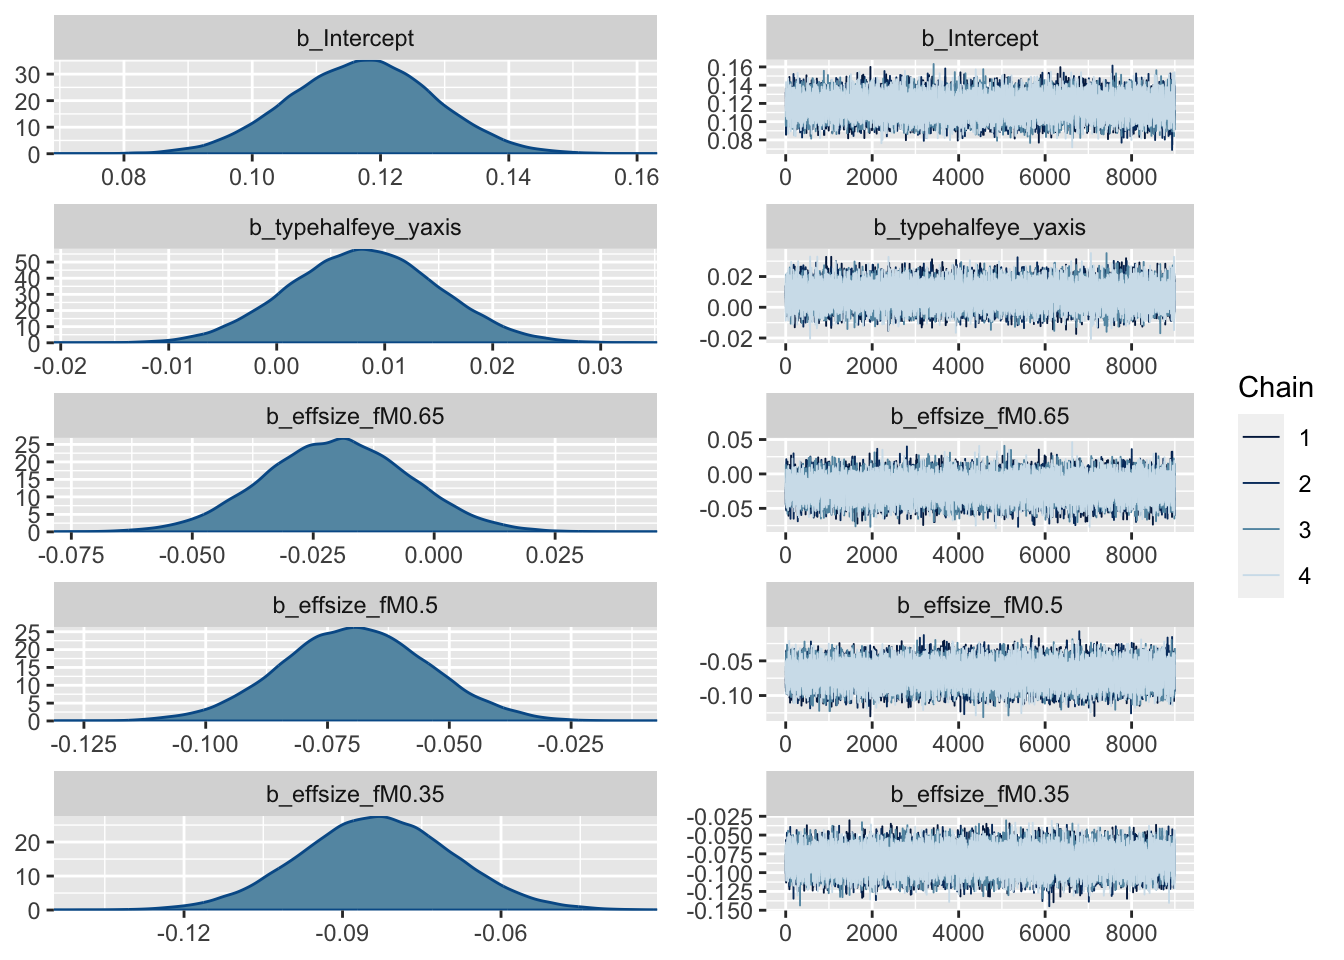 b_Intercept
30
20
10
0
0.08 0.10 0.12 0.14 0.16
b_Intercept
0.16
0.14
0.12
0.10
0.08
0 2000 4000 6000 8000
b_typehalfeye_yaxis
50
40
30
20
10
0
-0.02 -0.01 0.00 0.01 0.02 0.03
b_typehalfeye_yaxis
0.02
0.00
-0.02
0 2000 4000 6000 8000
b_effsize_fM0.65
25
20
15
10
5
0
-0.075 -0.050 -0.025 0.000 0.025
b_effsize_fM0.65
0.05
0.00
-0.05
0 2000 4000 6000 8000
b_effsize_fM0.5
25
20
15
10
5
0
-0.125 -0.100 -0.075 -0.050 -0.025
b_effsize_fM0.5
-0.05
-0.10
0 2000 4000 6000 8000
b_effsize_fM0.35
20
10
0
-0.12 -0.09 -0.06
b_effsize_fM0.35
-0.025
-0.050
-0.075
-0.100
-0.125
-0.150
0 2000 4000 6000 8000
Chain
1
2
3
4